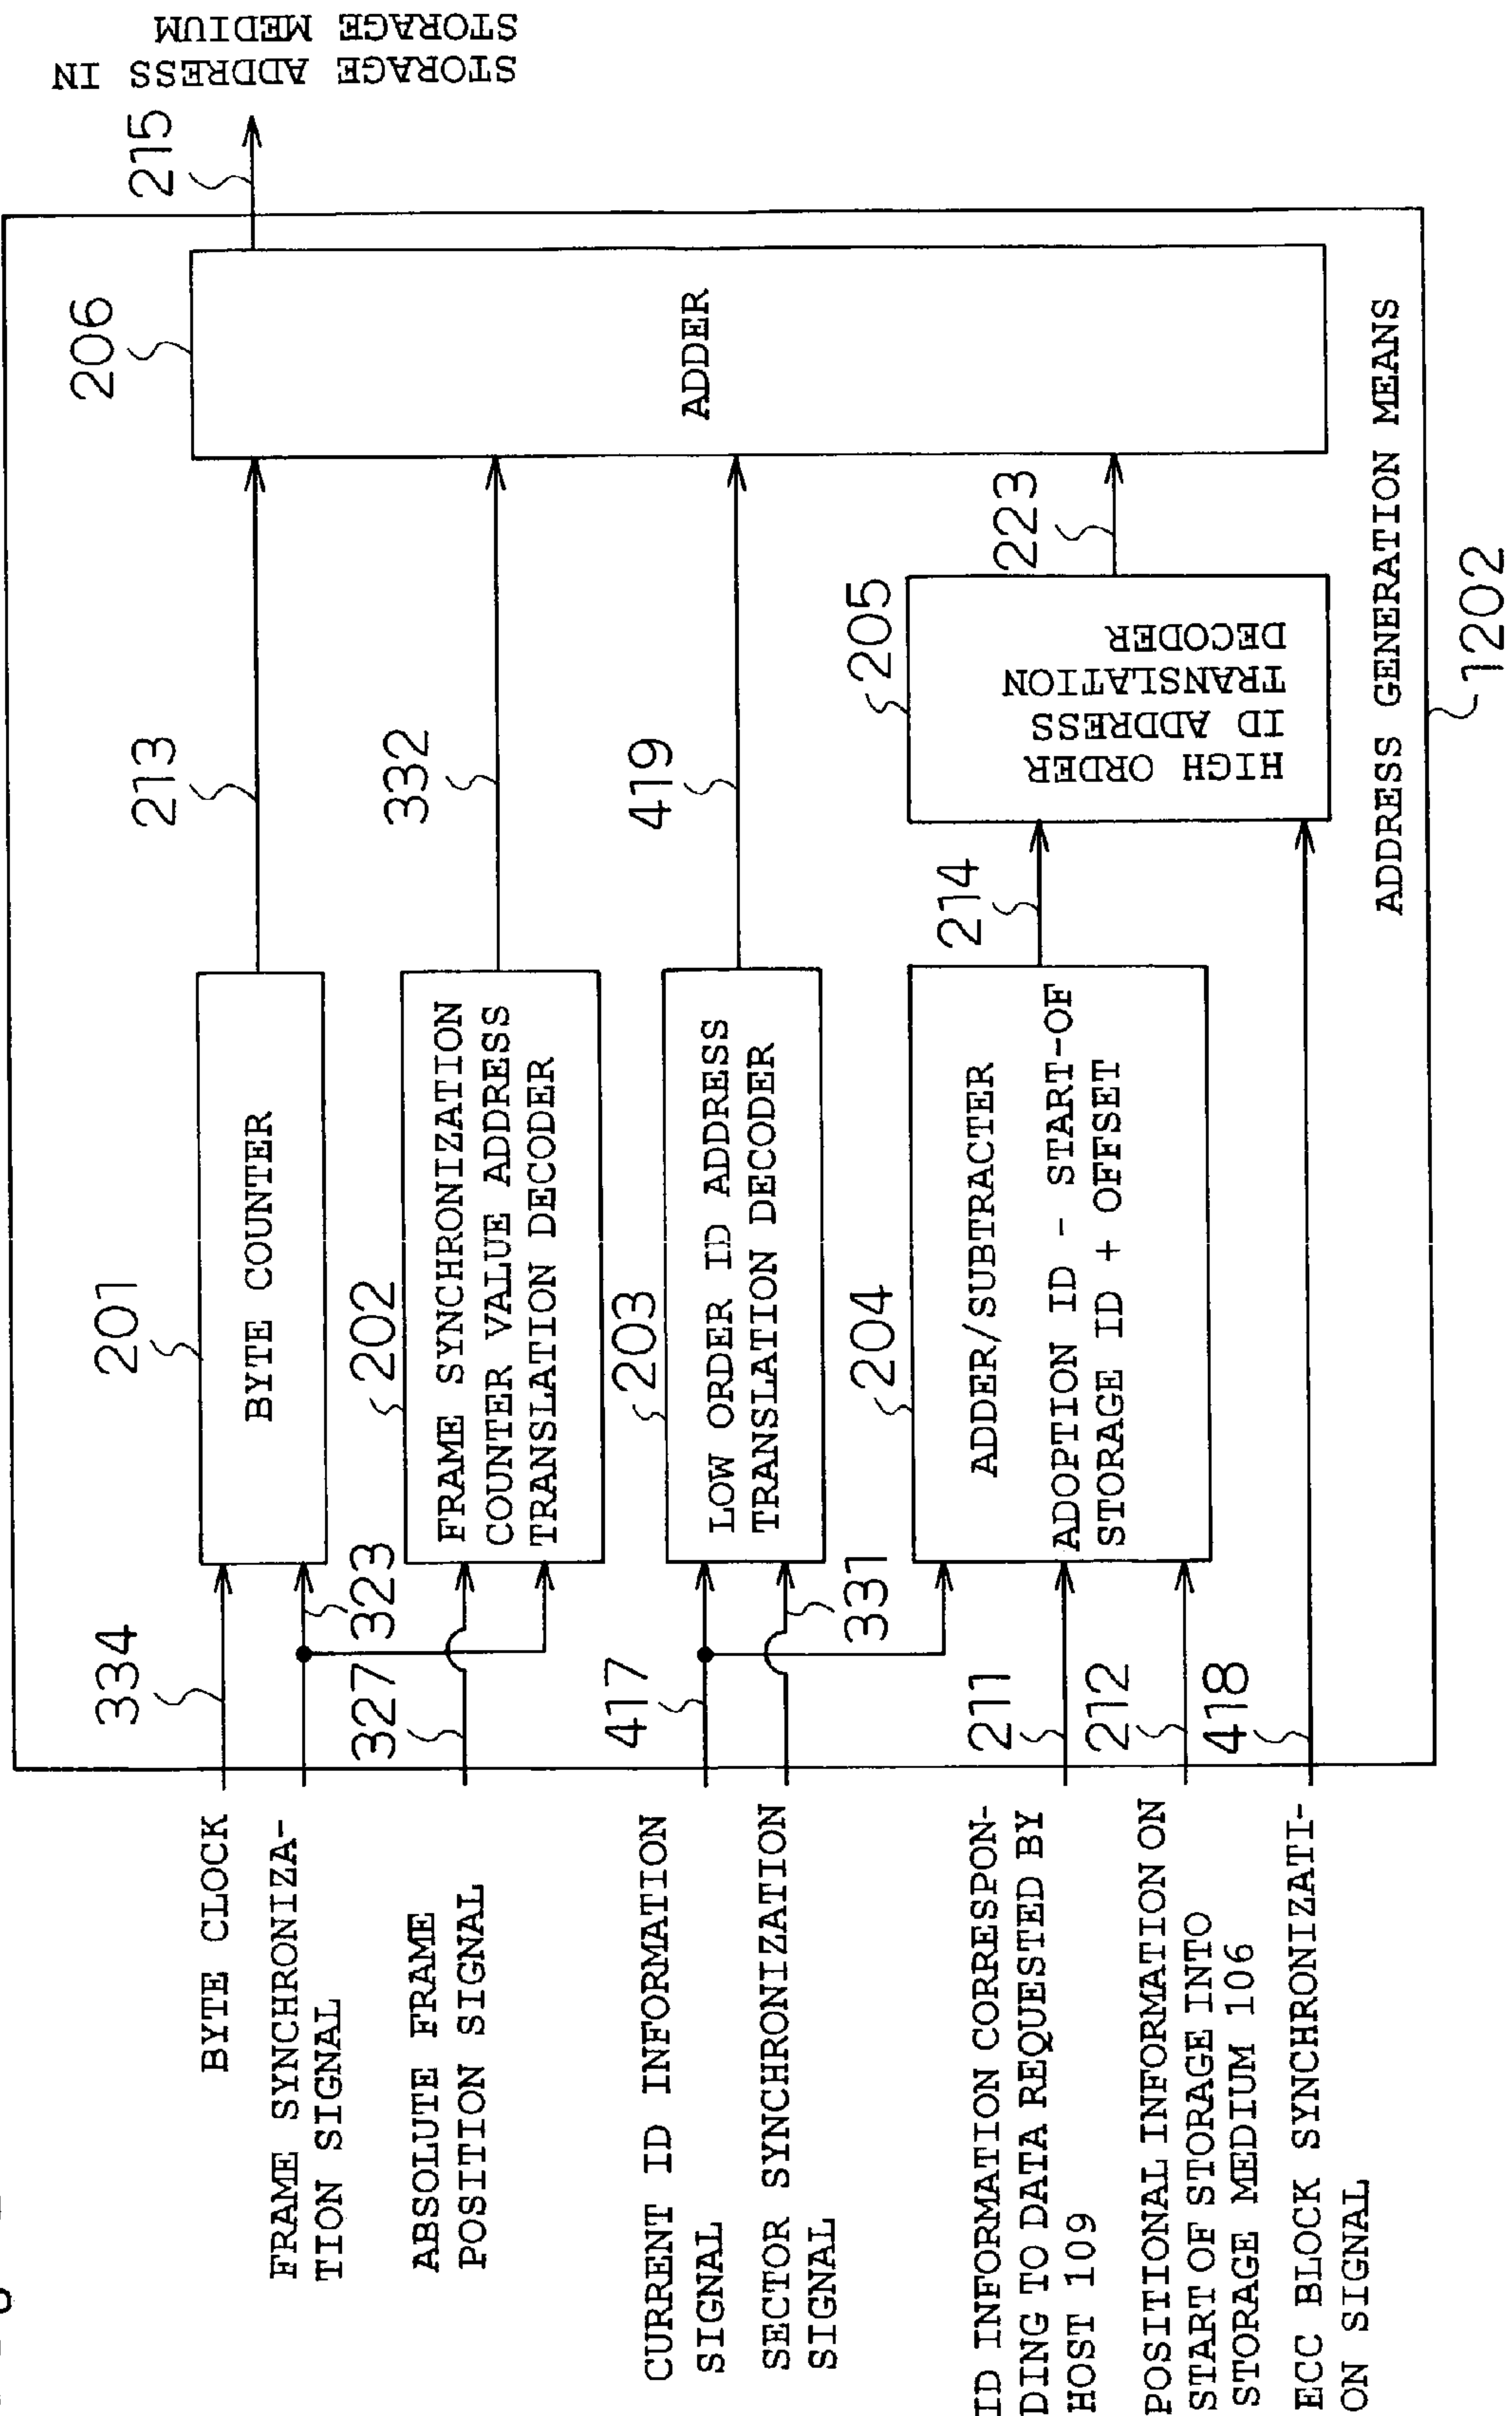 BYTE CLOCK
FRAME SYNCHRONIZA-
TION SIGNAL
ABSOLUTE FRAME
POSITION SIGNAL
CURRENT ID INFORMATION
SIGNAL
SECTOR SYNCHRONIZATION
SIGNAL
ID INFORMATION CORRESPON-
DING TO DATA REQUESTED BY
HOST 109
POSITIONAL INFORMATION ON
START OF STORAGE INTO
STORAGE MEDIUM 106
ECC BLOCK SYNCHRONIZATI-
ON SIGNAL
334
323
327
417
331
211
212
418
201
BYTE COUNTER
202
FRAME SYNCHRONIZATION
COUNTER VALUE ADDRESS
TRANSLATION DECODER
203
LOW ORDER ID ADDRESS
TRANSLATION DECODER
204
ADDER/SUBTRACTER
ADOPTION ID - START-OF
STORAGE ID + OFFSET
213
332
419
214
205
HIGH ORDER
ID ADDRESS
TRANSLATION
DECODER
223
206
ADDER
215
STORAGE ADDRESS IN
STORAGE MEDIUM
ADDRESS GENERATION MEANS
1202